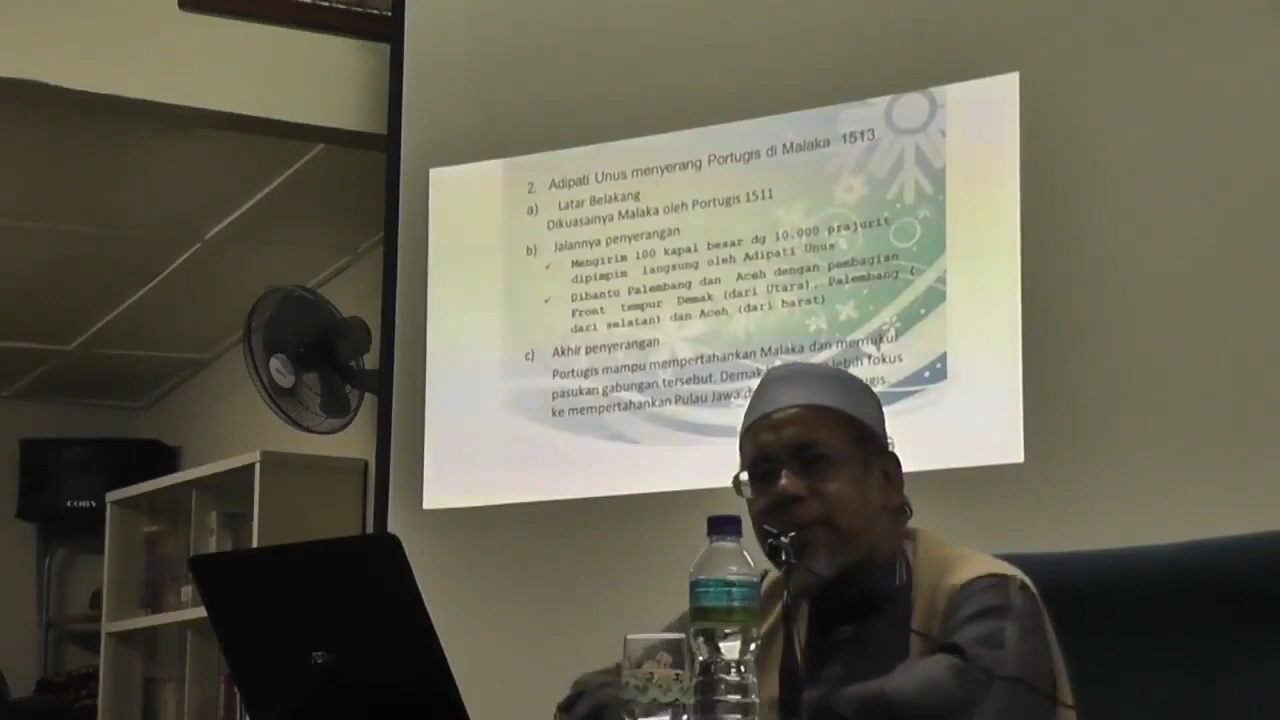 2. Adipati Unus menyerang Portugis di Malaka 1513
a) Latar Belakang
Dikuasainya Malaka oleh Portugis 1511
b) Jalannya penyerangan
✓ Mengirim 100 kapal besar dg 10.000 prajurit
dipimpim langsung oleh Adipati Unus
✓ Dibantu Palembang dan Aceh dengan pembagian
Front tempur Demak (dari Utara), Palembang (
dari selatan) dan Aceh (dari barat)
c) Akhir penyerangan
Portugis mampu mempertahankan Malaka dan memukul
pasukan gabungan tersebut. Demak lebih fokus
ke mempertahankan Pulau Jawa
COBY